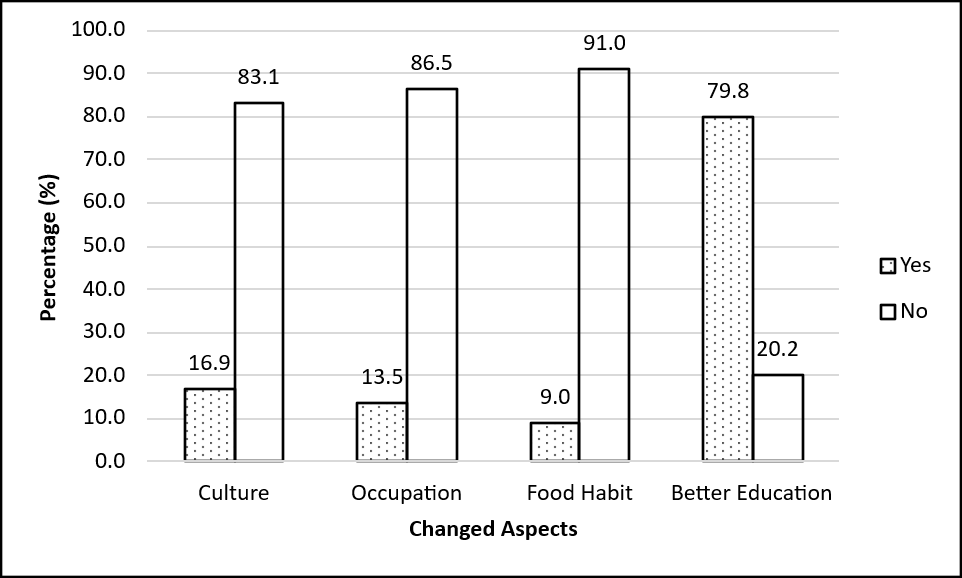 100.0
90.0
80.0
70.0
60.0
50.0
40.0
30.0
20.0
10.0
0.0
Percentage (%)
16.9
83.1
13.5
86.5
9.0
91.0
79.8
20.2
Culture
Occupation
Food Habit
Better Education
Changed Aspects
Yes
No